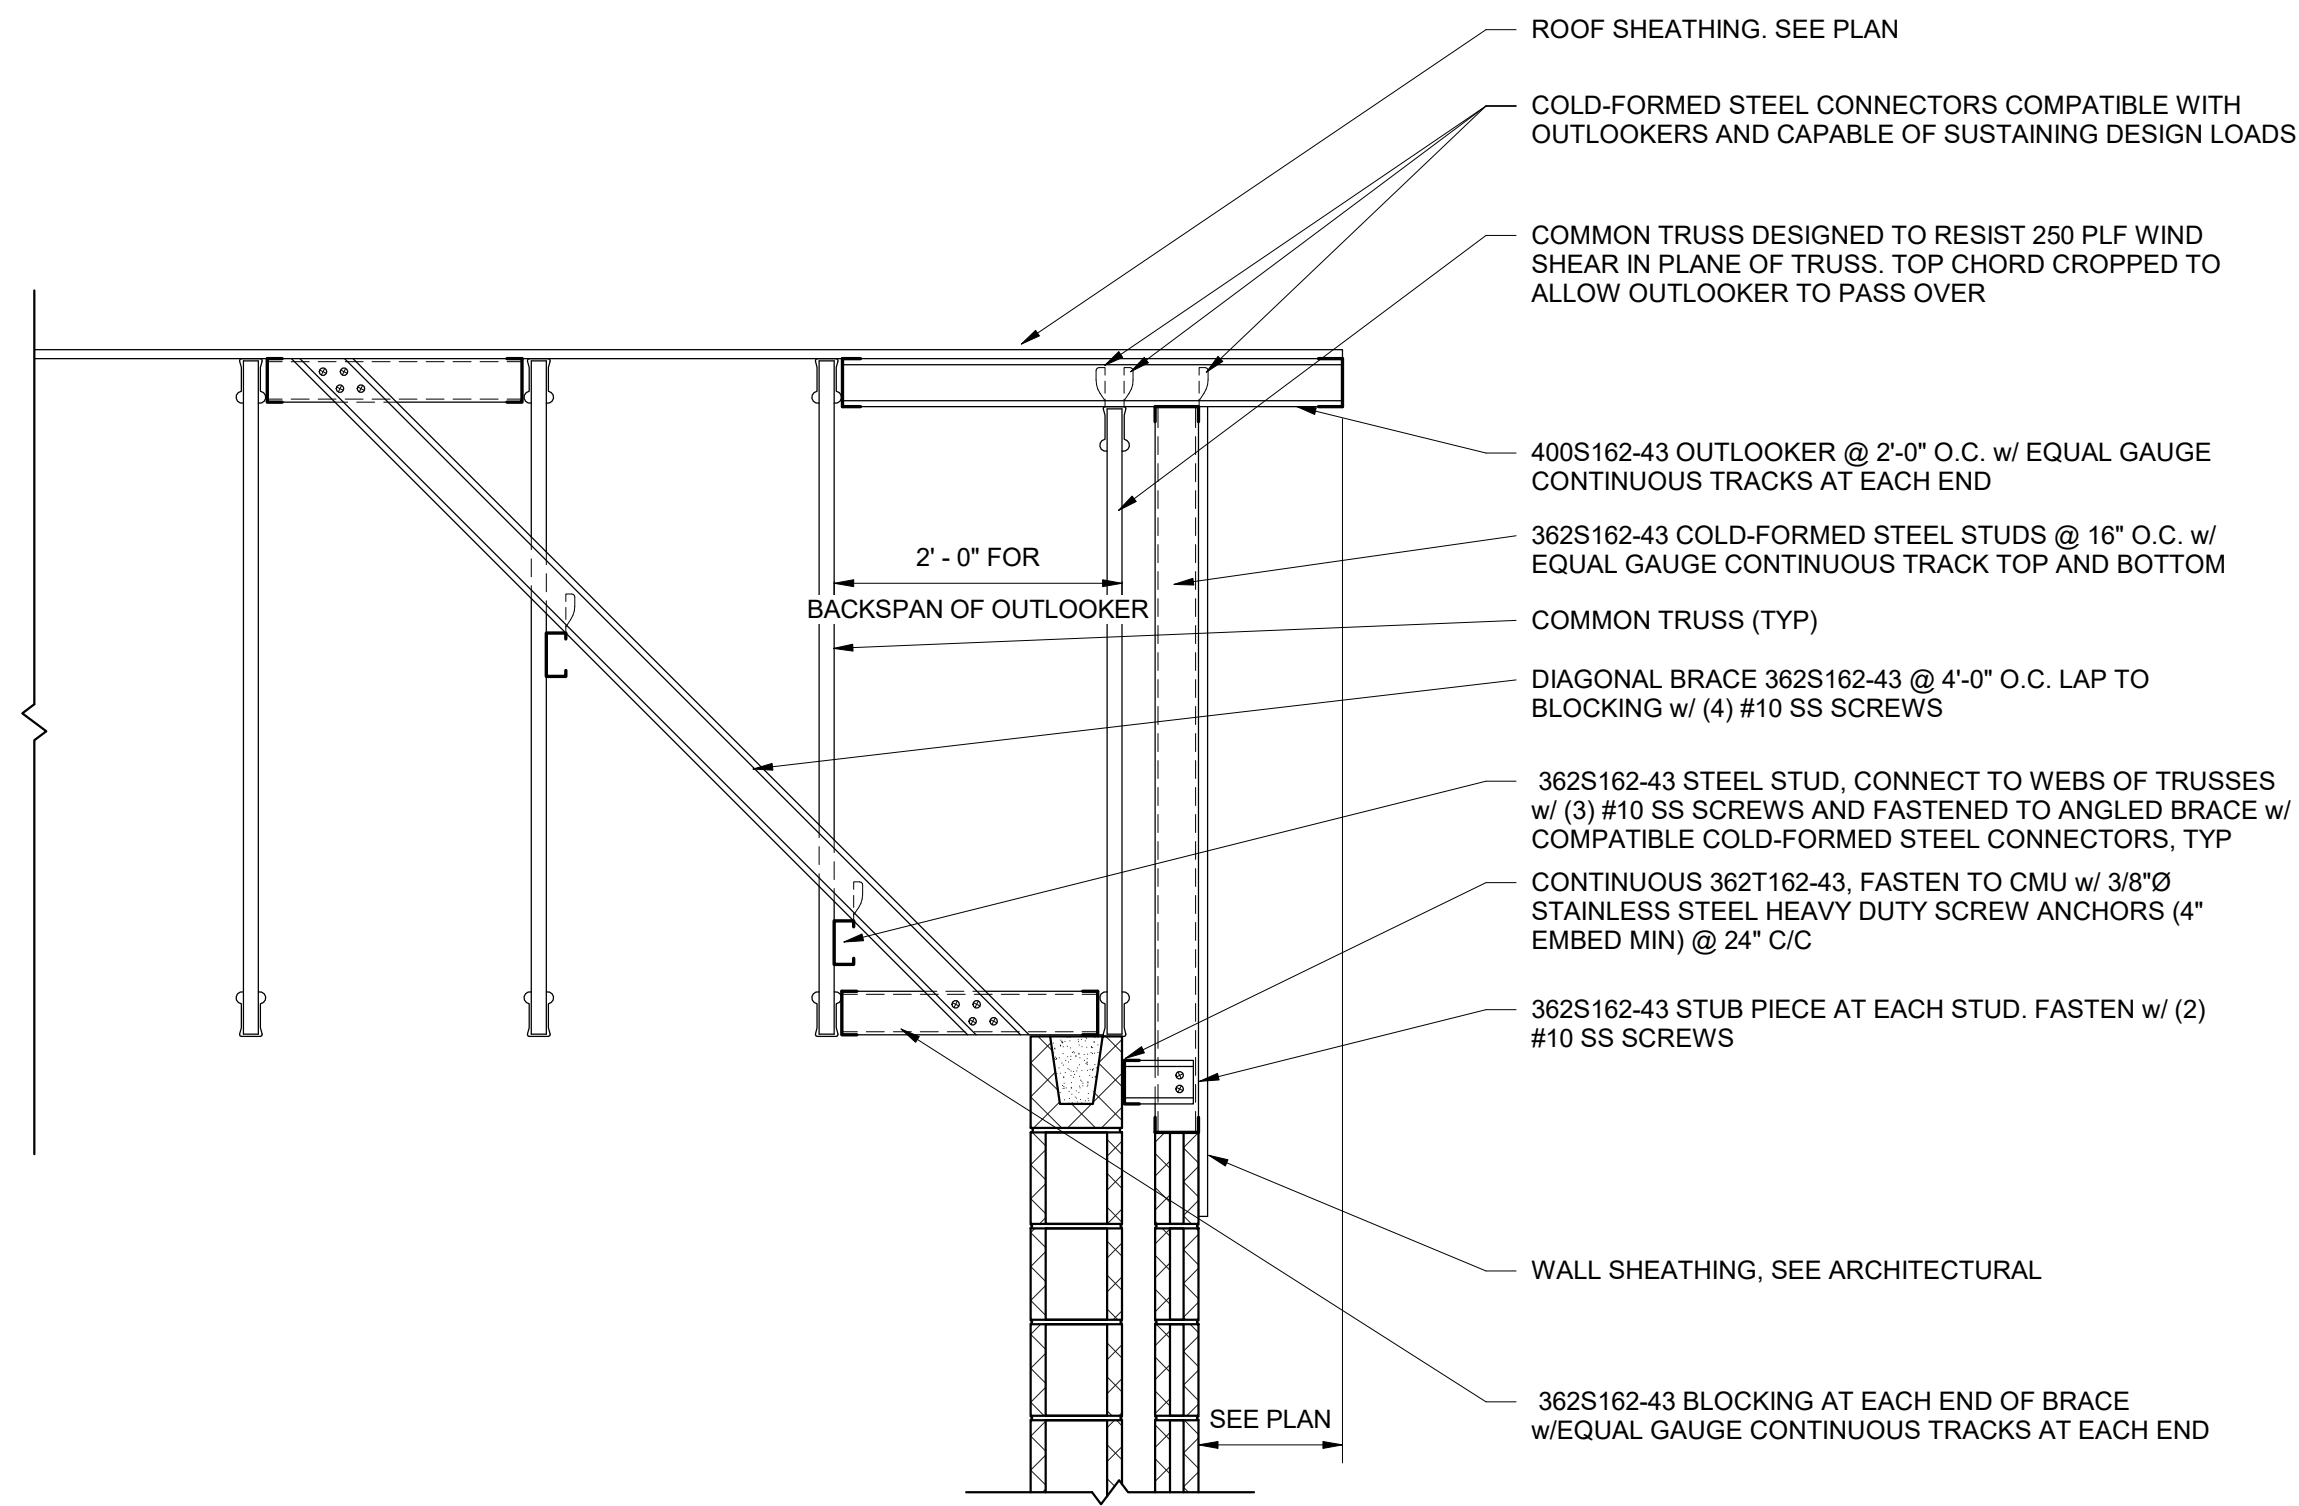 ROOF SHEATHING. SEE PLAN
COLD-FORMED STEEL CONNECTORS COMPATIBLE WITH
OUTLOOKERS AND CAPABLE OF SUSTAINING DESIGN LOADS
COMMON TRUSS DESIGNED TO RESIST 250 PLF WIND
SHEAR IN PLANE OF TRUSS. TOP CHORD CROPPED TO
ALLOW OUTLOOKER TO PASS OVER
400S162-43 OUTLOOKER @ 2'-0" O.C. w/ EQUAL GAUGE
CONTINUOUS TRACKS AT EACH END
362S162-43 COLD-FORMED STEEL STUDS @ 16" O.C. w/
EQUAL GAUGE CONTINUOUS TRACK TOP AND BOTTOM
2' - 0" FOR
BACKSPAN OF OUTLOOKER
COMMON TRUSS (TYP)
DIAGONAL BRACE 362S162-43 @ 4'-0" O.C. LAP TO
BLOCKING w/ (4) #10 SS SCREWS
362S162-43 STEEL STUD, CONNECT TO WEBS OF TRUSSES
w/ (3) #10 SS SCREWS AND FASTENED TO ANGLED BRACE w/
COMPATIBLE COLD-FORMED STEEL CONNECTORS, TYP
CONTINUOUS 362T162-43, FASTEN TO CMU w/ 3/8"Ø
STAINLESS STEEL HEAVY DUTY SCREW ANCHORS (4"
EMBED MIN) @ 24" C/C
362S162-43 STUB PIECE AT EACH STUD. FASTEN w/ (2)
#10 SS SCREWS
WALL SHEATHING, SEE ARCHITECTURAL
362S162-43 BLOCKING AT EACH END OF BRACE
w/EQUAL GAUGE CONTINUOUS TRACKS AT EACH END
SEE PLAN